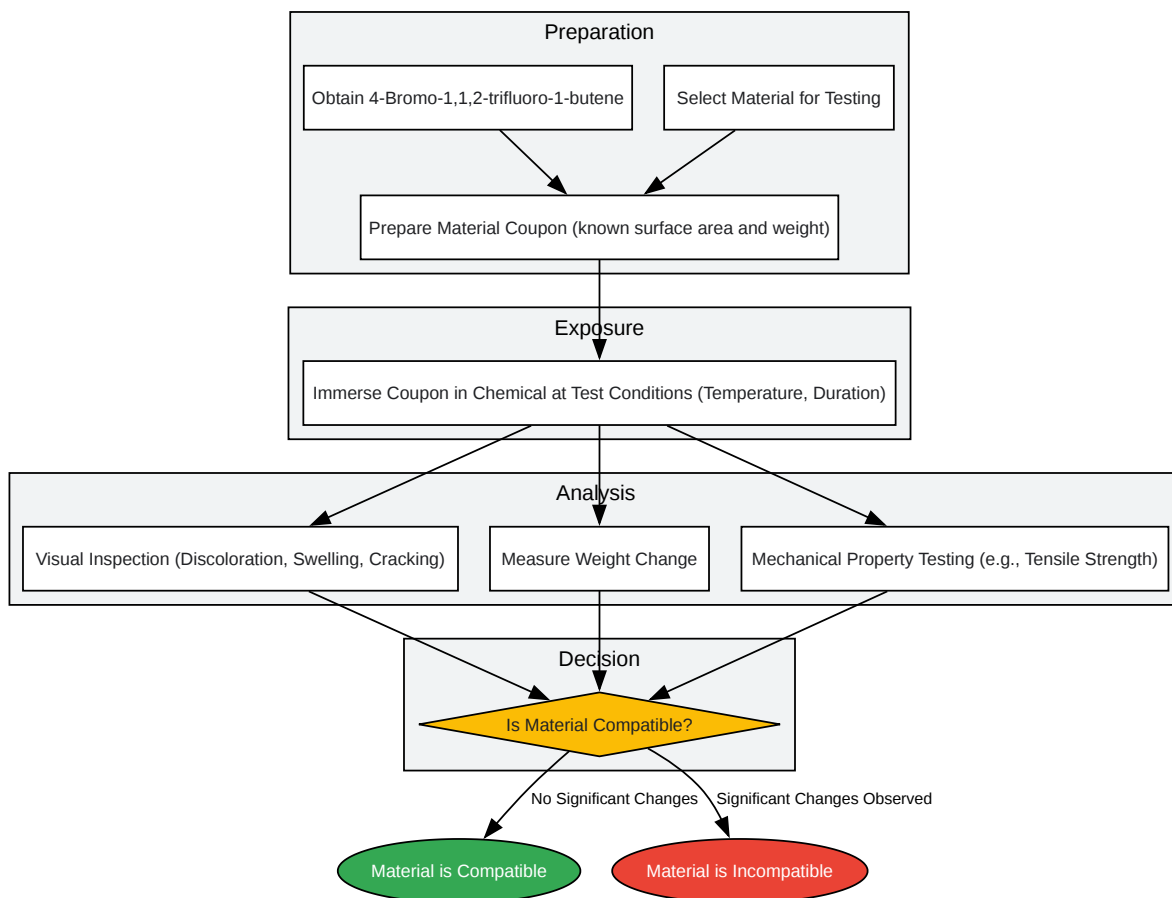 Preparation
Obtain 4-Bromo-1,1,2-trifluoro-1-butene
Select Material for Testing
Prepare Material Coupon (known surface area and weight)
Exposure
Immerse Coupon in Chemical at Test Conditions (Temperature, Duration)
Analysis
Visual Inspection (Discoloration, Swelling, Cracking)
Measure Weight Change
Mechanical Property Testing (e.g., Tensile Strength)
Decision
Is Material Compatible?
No Significant Changes
Significant Changes Observed
Material is Compatible
Material is Incompatible